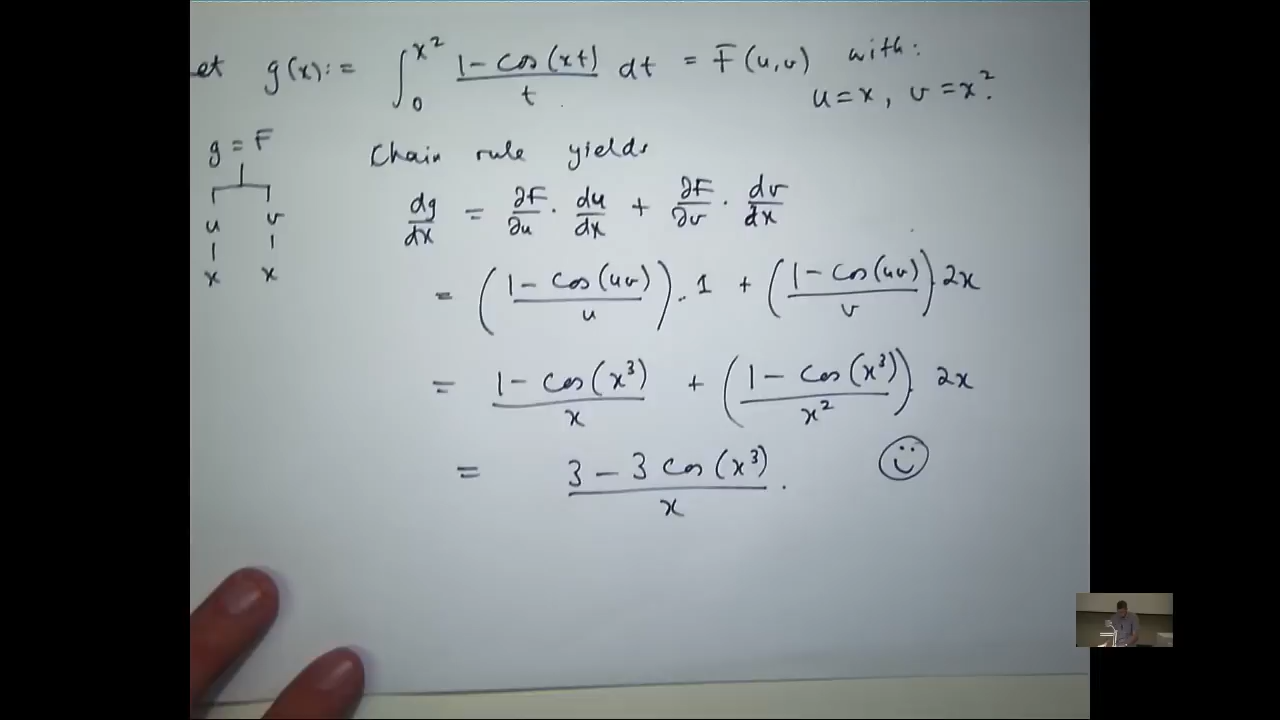 et g(x) := ∫₀^{x²} (1 - cos(xt))/t dt = F(u,v) with:
u = x, v = x².
g = F
u v
x x
Chain rule yields
dg/dx = ∂F/∂u · du/dx + ∂F/∂v · dv/dx
= ((1 - cos(uv))/u) · 1 + ((1 - cos(uv))/v) · 2x
= (1 - cos(x³))/x + ((1 - cos(x³))/x²) · 2x
= (3 - 3 cos(x³))/x .